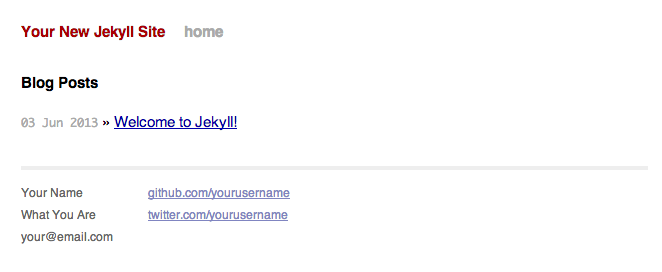 Your New Jekyll Site home
Blog Posts
03 Jun 2013 » Welcome to Jekyll!
Your Name github.com/yourusername
What You Are twitter.com/yourusername
your@email.com